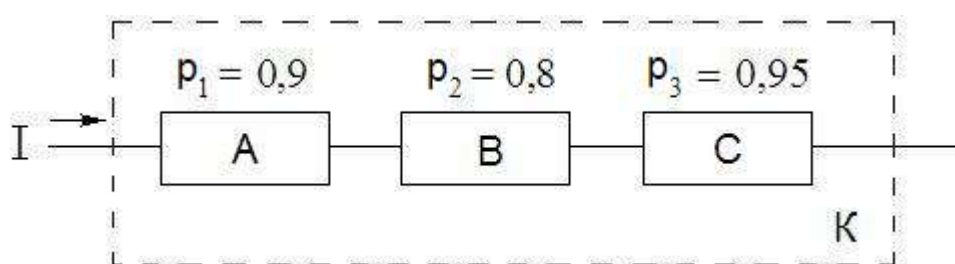 p₁ = 0,9 p₂ = 0,8 p₃ = 0,95
I A B C
K